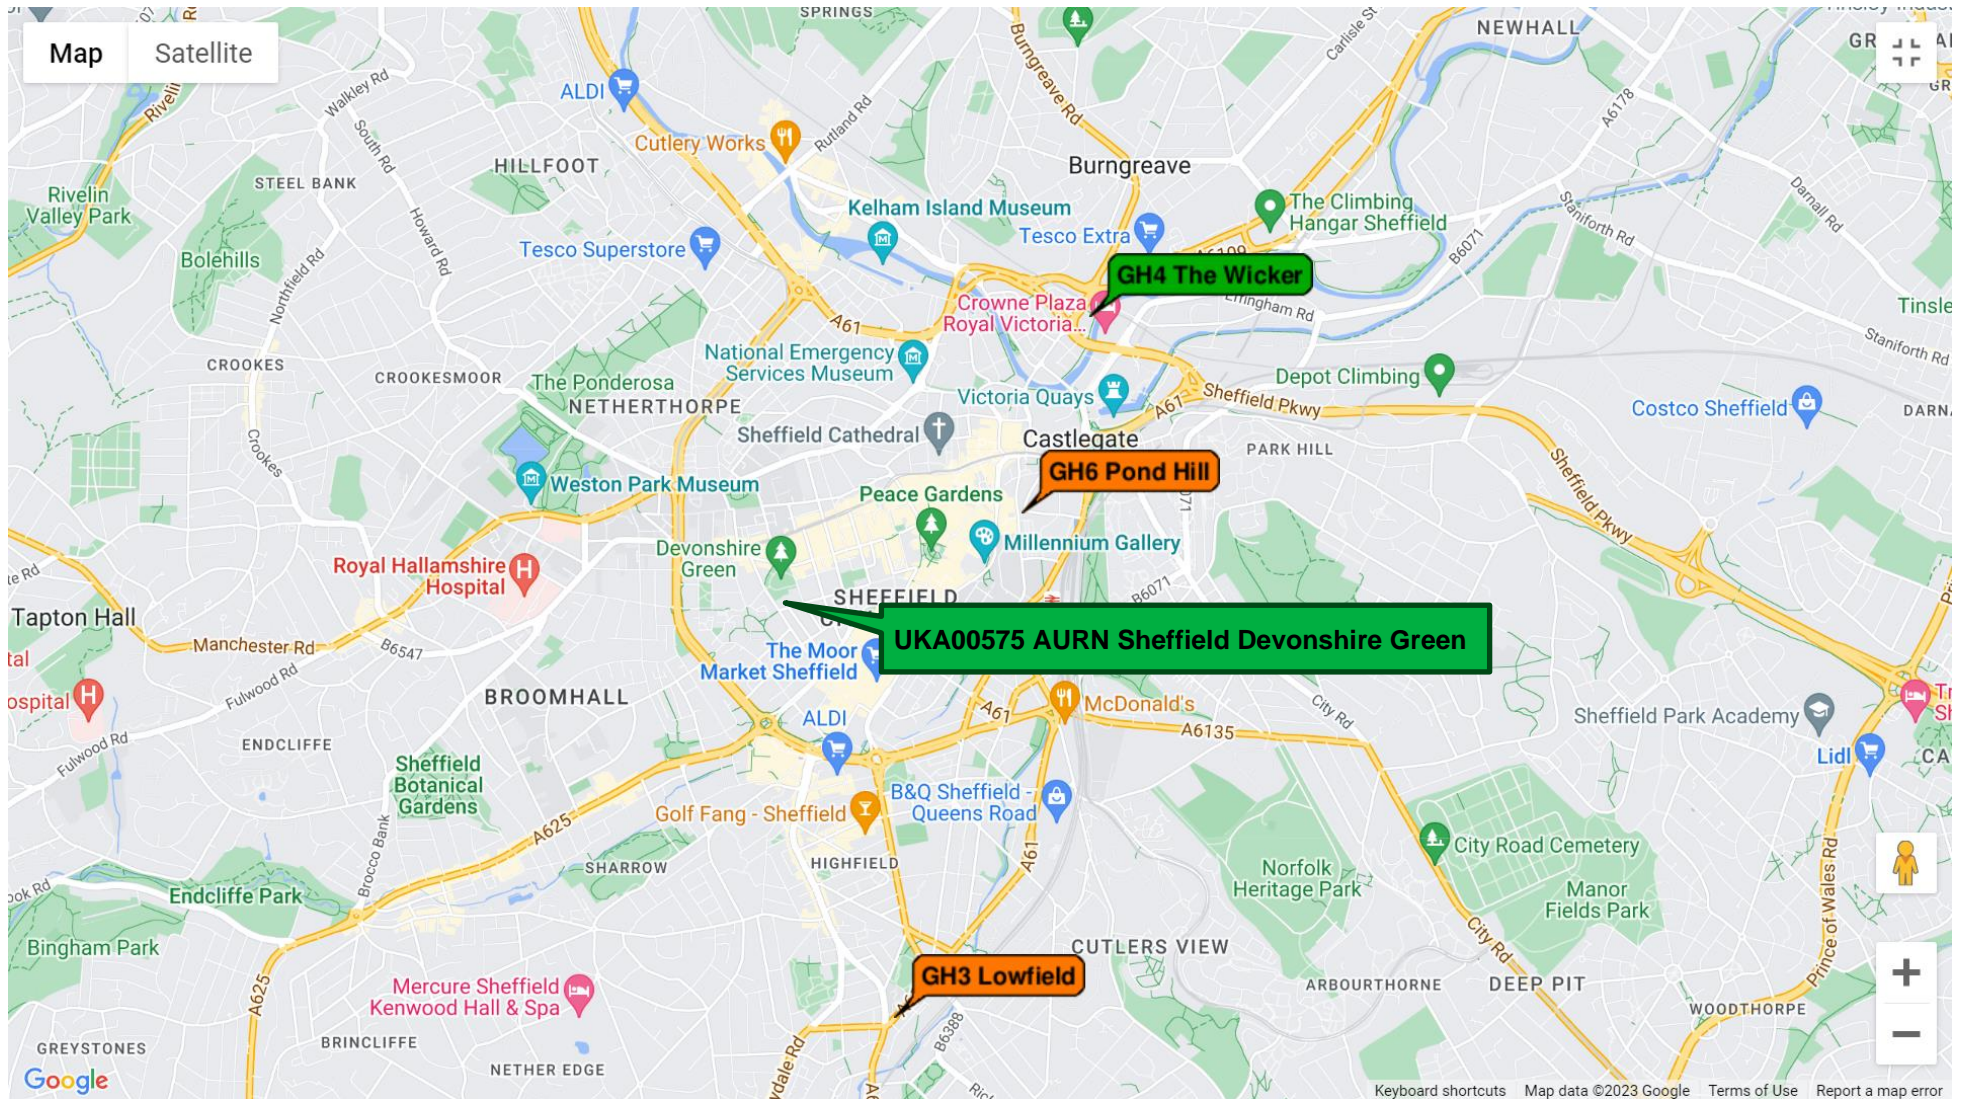 SPRINGS
NEWHALL
Map
Satellite
Carlisle St
Burngreave Rd
ALDI
Walkley Rd
A6178
South Rd
Cutlery Works
Rutland Rd
HILLFOOT
Burngreave
STEEL BANK
Rivelin
Valley Park
Howard Rd
Kelham Island Museum
The Climbing
Hangar Sheffield
Staniforth Rd
Darnall Rd
Tesco Superstore
Tesco Extra
A6109
B6071
Bolehills
Northfield Rd
GH4 The Wicker
Crowne Plaza
Royal Victoria...
Effingham Rd
A61
Staniforth Rd
National Emergency
Services Museum
CROOKES
CROOKESMOOR
The Ponderosa
NETHERTHORPE
Victoria Quays
A61
Sheffield Pkwy
Depot Climbing
Costco Sheffield
Sheffield Cathedral
Castlegate
PARK HILL
Crookes
GH6 Pond Hill
Sheffield Pkwy
Weston Park Museum
Peace Gardens
Devonshire
Green
Millennium Gallery
Royal Hallamshire
Hospital
B6071
SHEFFIELD
Tapton Hall
Manchester Rd
B6547
UKA00575 AURN Sheffield Devonshire Green
The Moor
Market Sheffield
Fulwood Rd
BROOMHALL
A61
McDonald's
City Rd
A6135
Sheffield Park Academy
ALDI
Fulwood Rd
ENDCLIFFE
Lidl
Sheffield
Botanical
Gardens
B&Q Sheffield -
Queens Road
Golf Fang - Sheffield
A625
A61
City Road Cemetery
Brocco Bank
SHARROW
HIGHFIELD
Norfolk
Heritage Park
Manor
Fields Park
Prince of Wales Rd
Endcliffe Park
City Rd
Bingham Park
CUTLERS VIEW
GH3 Lowfield
A625
Mercure Sheffield
Kenwood Hall & Spa
ARBOURTHORNE
DEEP PIT
WOODTHORPE
B6388
BRINCLIFFE
GREYSTONES
NETHER EDGE
Google
Keyboard shortcuts
Map data ©2023 Google
Terms of Use
Report a map error